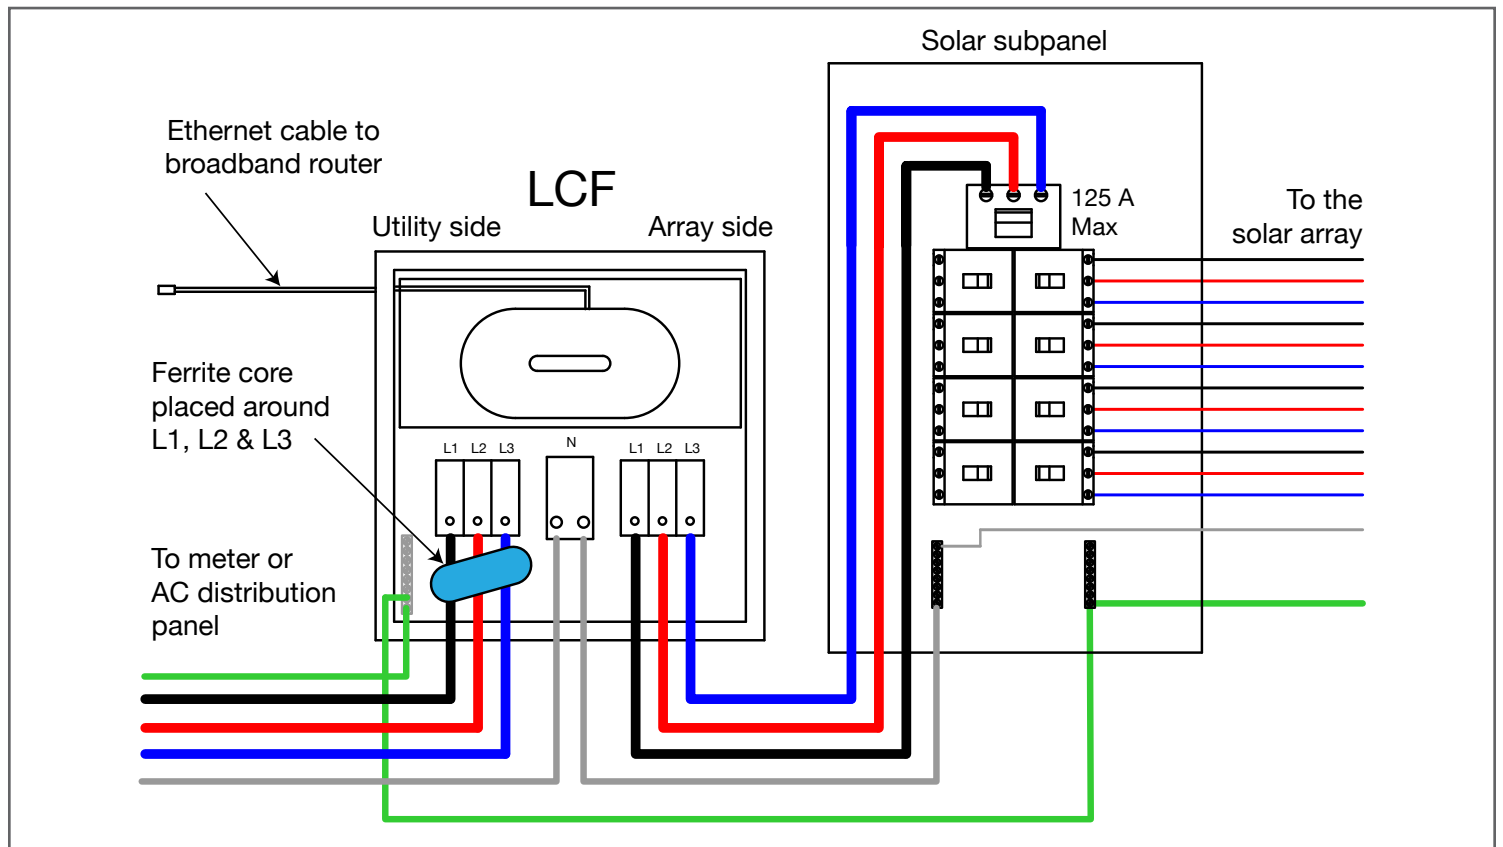 Solar subpanel
Ethernet cable to
broadband router
LCF
Utility side
Array side
125 A
Max
To the
solar array
Ferrite core
placed around
L1, L2 & L3
L1 L2 L3
N
L1 L2 L3
To meter or
AC distribution
panel